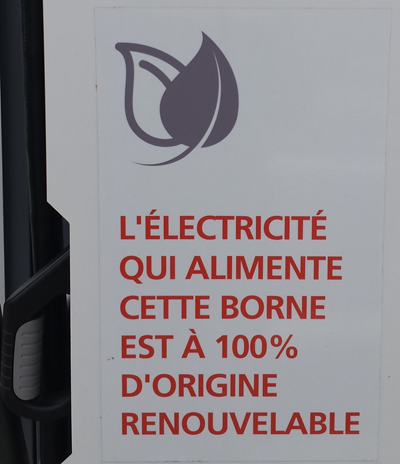 L'ÉLECTRICITÉ
QUI ALIMENTE
CETTE BORNE
EST À 100%
D'ORIGINE
RENOUVELABLE